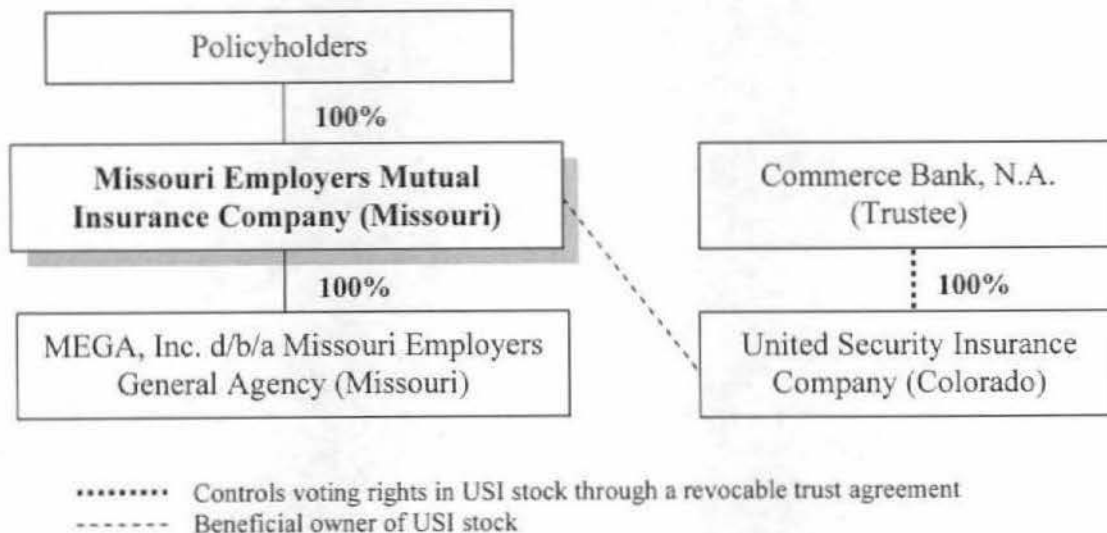 Policyholders
100%
Missouri Employers Mutual
Insurance Company (Missouri)
100%
MEGA, Inc. d/b/a Missouri Employers
General Agency (Missouri)
Commerce Bank, N.A.
(Trustee)
100%
United Security Insurance
Company (Colorado)
Controls voting rights in USI stock through a revocable trust agreement
Beneficial owner of USI stock